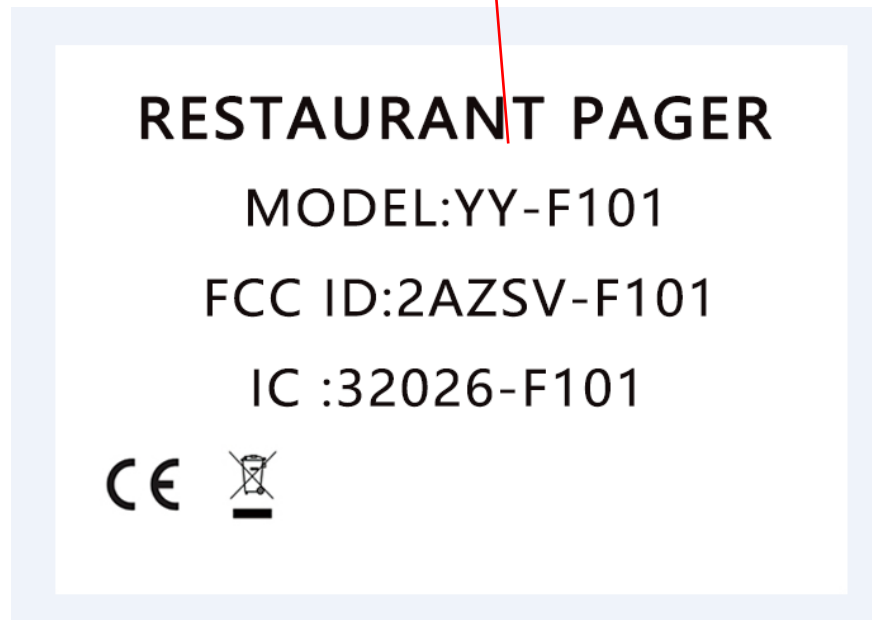 RESTAURANT PAGER
MODEL:YY-F101
FCC ID:2AZSV-F101
IC :32026-F101
CE